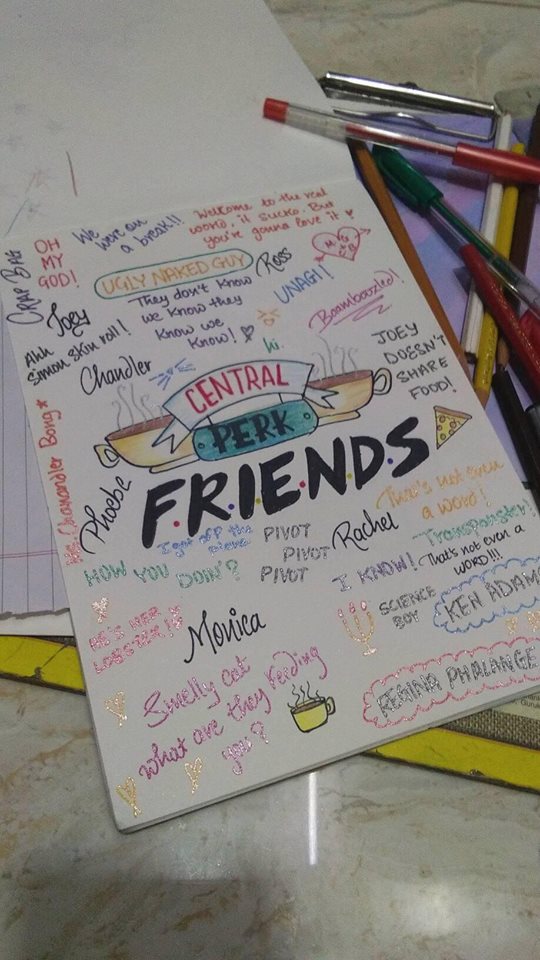 We were on
a break!!
Welcome to the real
world, it sucks. But
you're gonna love it
OH
MY
GOD!
CRAP BAG
UGLY NAKED GUY
Ross
M & C
Joey
They don't know
we know they
know we
know!
UNAGI!
Bamboozled!
Ahh
simon skin roll!
Chandler
hi
JOEY
DOESN'T
SHARE
FOOD!
CENTRAL
PERK
F.R.I.E.N.D.S
Ms. Chanandler Bong
Phoebe
I got off the
plane
PIVOT
PIVOT
PIVOT
Rachel
That's not even
a word!
HOW YOU DOIN'?
I KNOW!
Transponster!
That's not even a
WORD!!!
HE'S HER
LOBSTER!!
Monica
SCIENCE
BOY
KEN ADAMS
Smelly cat
what are they feeding
you?
REGINA PHALANGE